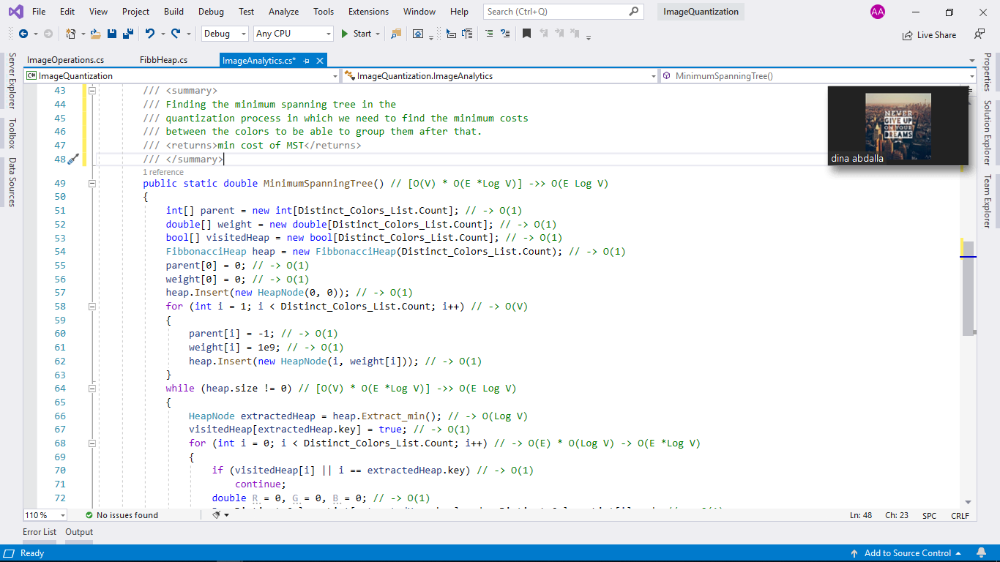 File Edit View Project Build Debug Test Analyze Tools Extensions Window Help Search (Ctrl+Q) ImageQuantization AA
Debug Any CPU Start Live Share
ImageOperations.cs FibbHeap.cs ImageAnalytics.cs*
C# ImageQuantization ImageQuantization.ImageAnalytics MinimumSpanningTree()
Server Explorer
Toolbox
Data Sources
Properties
Solution Explorer
Team Explorer
NEVER
GIVE UP
ON YOUR
DREAMS
dina abdalla
43 /// <summary>
44 /// Finding the minimum spanning tree in the
45 /// quantization process in which we need to find the minimum costs
46 /// between the colors to be able to group them after that.
47 /// <returns>min cost of MST</returns>
48 /// </summary>
1 reference
49 public static double MinimumSpanningTree() // [O(V) * O(E *Log V)] ->> O(E Log V)
50 {
51 int[] parent = new int[Distinct_Colors_List.Count]; // -> O(1)
52 double[] weight = new double[Distinct_Colors_List.Count]; // -> O(1)
53 bool[] visitedHeap = new bool[Distinct_Colors_List.Count]; // -> O(1)
54 FibbonacciHeap heap = new FibbonacciHeap(Distinct_Colors_List.Count); // -> O(1)
55 parent[0] = 0; // -> O(1)
56 weight[0] = 0; // -> O(1)
57 heap.Insert(new HeapNode(0, 0)); // -> O(1)
58 for (int i = 1; i < Distinct_Colors_List.Count; i++) // -> O(V)
59 {
60 parent[i] = -1; // -> O(1)
61 weight[i] = 1e9; // -> O(1)
62 heap.Insert(new HeapNode(i, weight[i])); // -> O(1)
63 }
64 while (heap.size != 0) // [O(V) * O(E *Log V)] ->> O(E Log V)
65 {
66 HeapNode extractedHeap = heap.Extract_min(); // -> O(Log V)
67 visitedHeap[extractedHeap.key] = true; // -> O(1)
68 for (int i = 0; i < Distinct_Colors_List.Count; i++) // -> O(E) * O(Log V) -> O(E *Log V)
69 {
70 if (visitedHeap[i] || i == extractedHeap.key) // -> O(1)
71 continue;
72 double R = 0, G = 0, B = 0; // -> O(1)
110 % No issues found Ln: 48 Ch: 23 SPC CRLF
Error List Output
Ready Add to Source Control